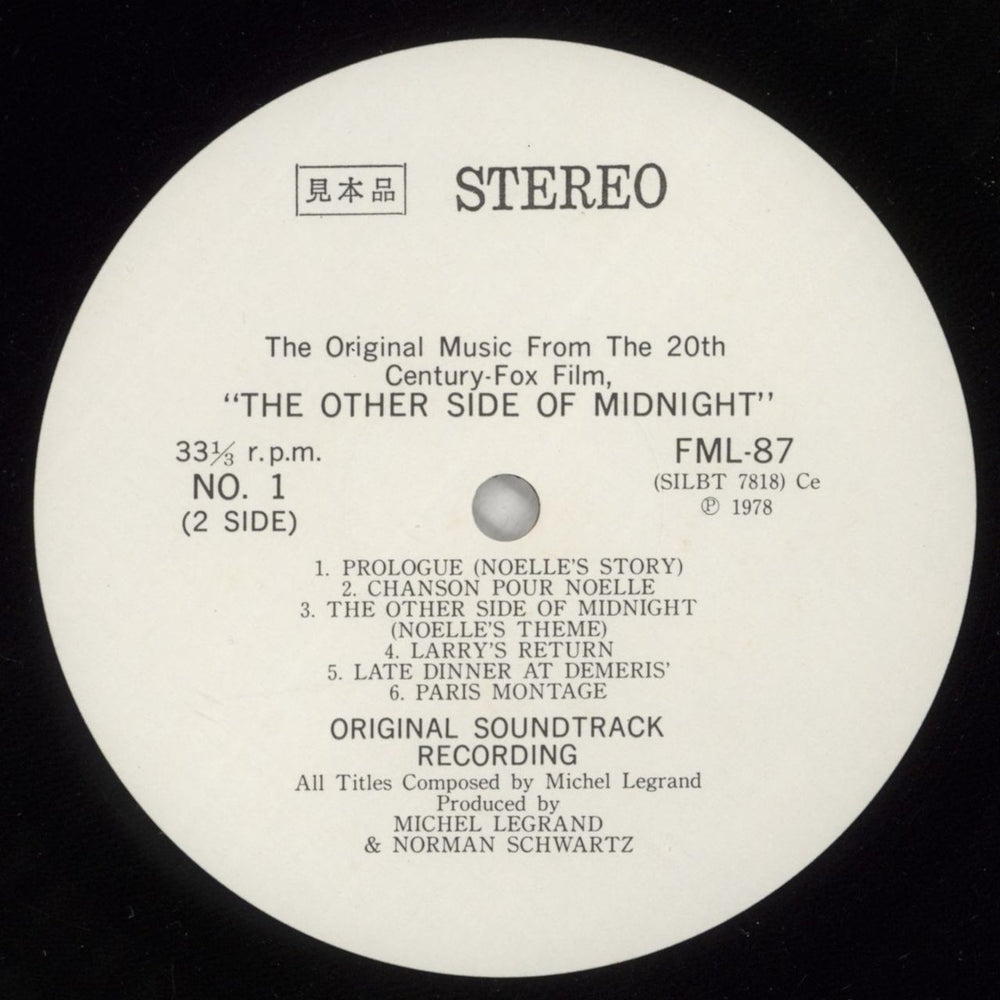 見本品 STEREO
The Original Music From The 20th
Century-Fox Film,
“THE OTHER SIDE OF MIDNIGHT”
33⅓ r.p.m.
NO. 1
(2 SIDE)
FML-87
(SILBT 7818) Ce
℗ 1978
1. PROLOGUE (NOELLE'S STORY)
2. CHANSON POUR NOELLE
3. THE OTHER SIDE OF MIDNIGHT
(NOELLE'S THEME)
4. LARRY'S RETURN
5. LATE DINNER AT DEMERIS'
6. PARIS MONTAGE
ORIGINAL SOUNDTRACK
RECORDING
All Titles Composed by Michel Legrand
Produced by
MICHEL LEGRAND
& NORMAN SCHWARTZ